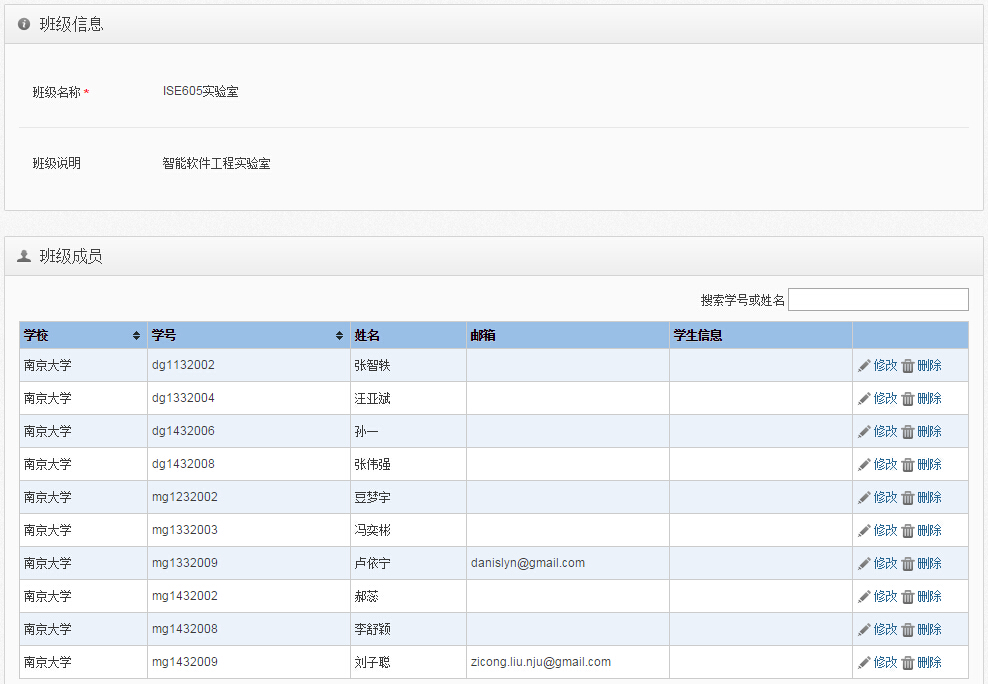 班级信息
班级名称 * ISE605实验室
班级说明 智能软件工程实验室
班级成员
搜索学号或姓名
学校 学号 姓名 邮箱 学生信息
南京大学 dg1132002 张智轶 修改 删除
南京大学 dg1332004 汪亚斌 修改 删除
南京大学 dg1432006 孙一 修改 删除
南京大学 dg1432008 张伟强 修改 删除
南京大学 mg1232002 豆梦宇 修改 删除
南京大学 mg1332003 冯奕彬 修改 删除
南京大学 mg1332009 卢依宁 danislyn@gmail.com 修改 删除
南京大学 mg1432002 郝蕊 修改 删除
南京大学 mg1432008 李舒颖 修改 删除
南京大学 mg1432009 刘子聪 zicong.liu.nju@gmail.com 修改 删除